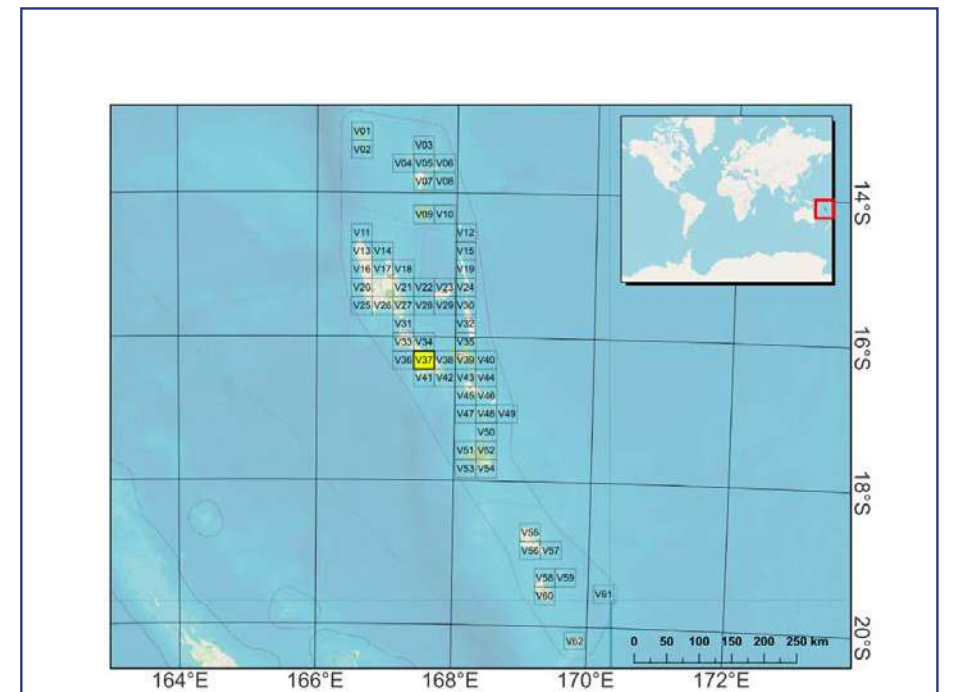 V01
V02 V03
V04 V05 V06
V07 V08
14°S
V09 V10
V11 V12
V13 V14 V15
V16 V17 V18 V19
V20 V21 V22 V23 V24
V25 V26 V27 V28 V29 V30
V31 V32
V33 V34 V35
16°S
V36 V37 V38 V39 V40
V41 V42 V43 V44
V45 V46
V47 V48 V49
V50
V51 V52
V53 V54
18°S
V55
V56 V57
V58 V59
V60 V61
V62
20°S
0 50 100 150 200 250 km
164°E 166°E 168°E 170°E 172°E